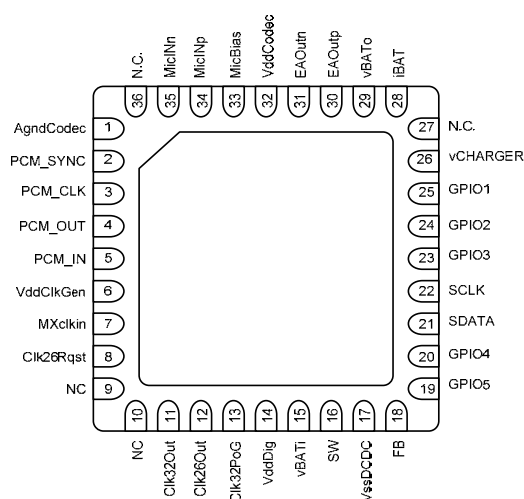 N.C.
MicINn
MicINp
MicBias
VddCodec
EAOutn
EAOutp
vBATo
iBAT
36
35
34
33
32
31
30
29
28
AgndCodec 1
PCM_SYNC 2
PCM_CLK 3
PCM_OUT 4
PCM_IN 5
VddClkGen 6
MXclkin 7
Clk26Rqst 8
NC 9
27 N.C.
26 vCHARGER
25 GPIO1
24 GPIO2
23 GPIO3
22 SCLK
21 SDATA
20 GPIO4
19 GPIO5
10
11
12
13
14
15
16
17
18
NC
Clk32Out
Clk26Out
Clk32PoG
VddDig
vBATi
SW
VssDCDC
FB